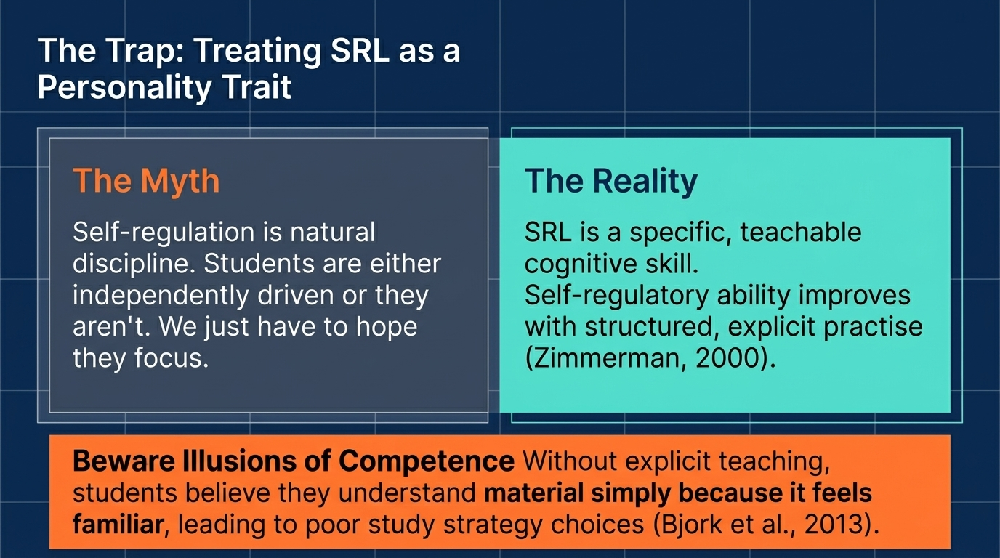 The Trap: Treating SRL as a
Personality Trait
The Myth
Self-regulation is natural
discipline. Students are either
independently driven or they
aren't. We just have to hope
they focus.
The Reality
SRL is a specific, teachable
cognitive skill.
Self-regulatory ability improves
with structured, explicit practise
(Zimmerman, 2000).
Beware Illusions of Competence Without explicit teaching,
students believe they understand material simply because it feels
familiar, leading to poor study strategy choices (Bjork et al., 2013).